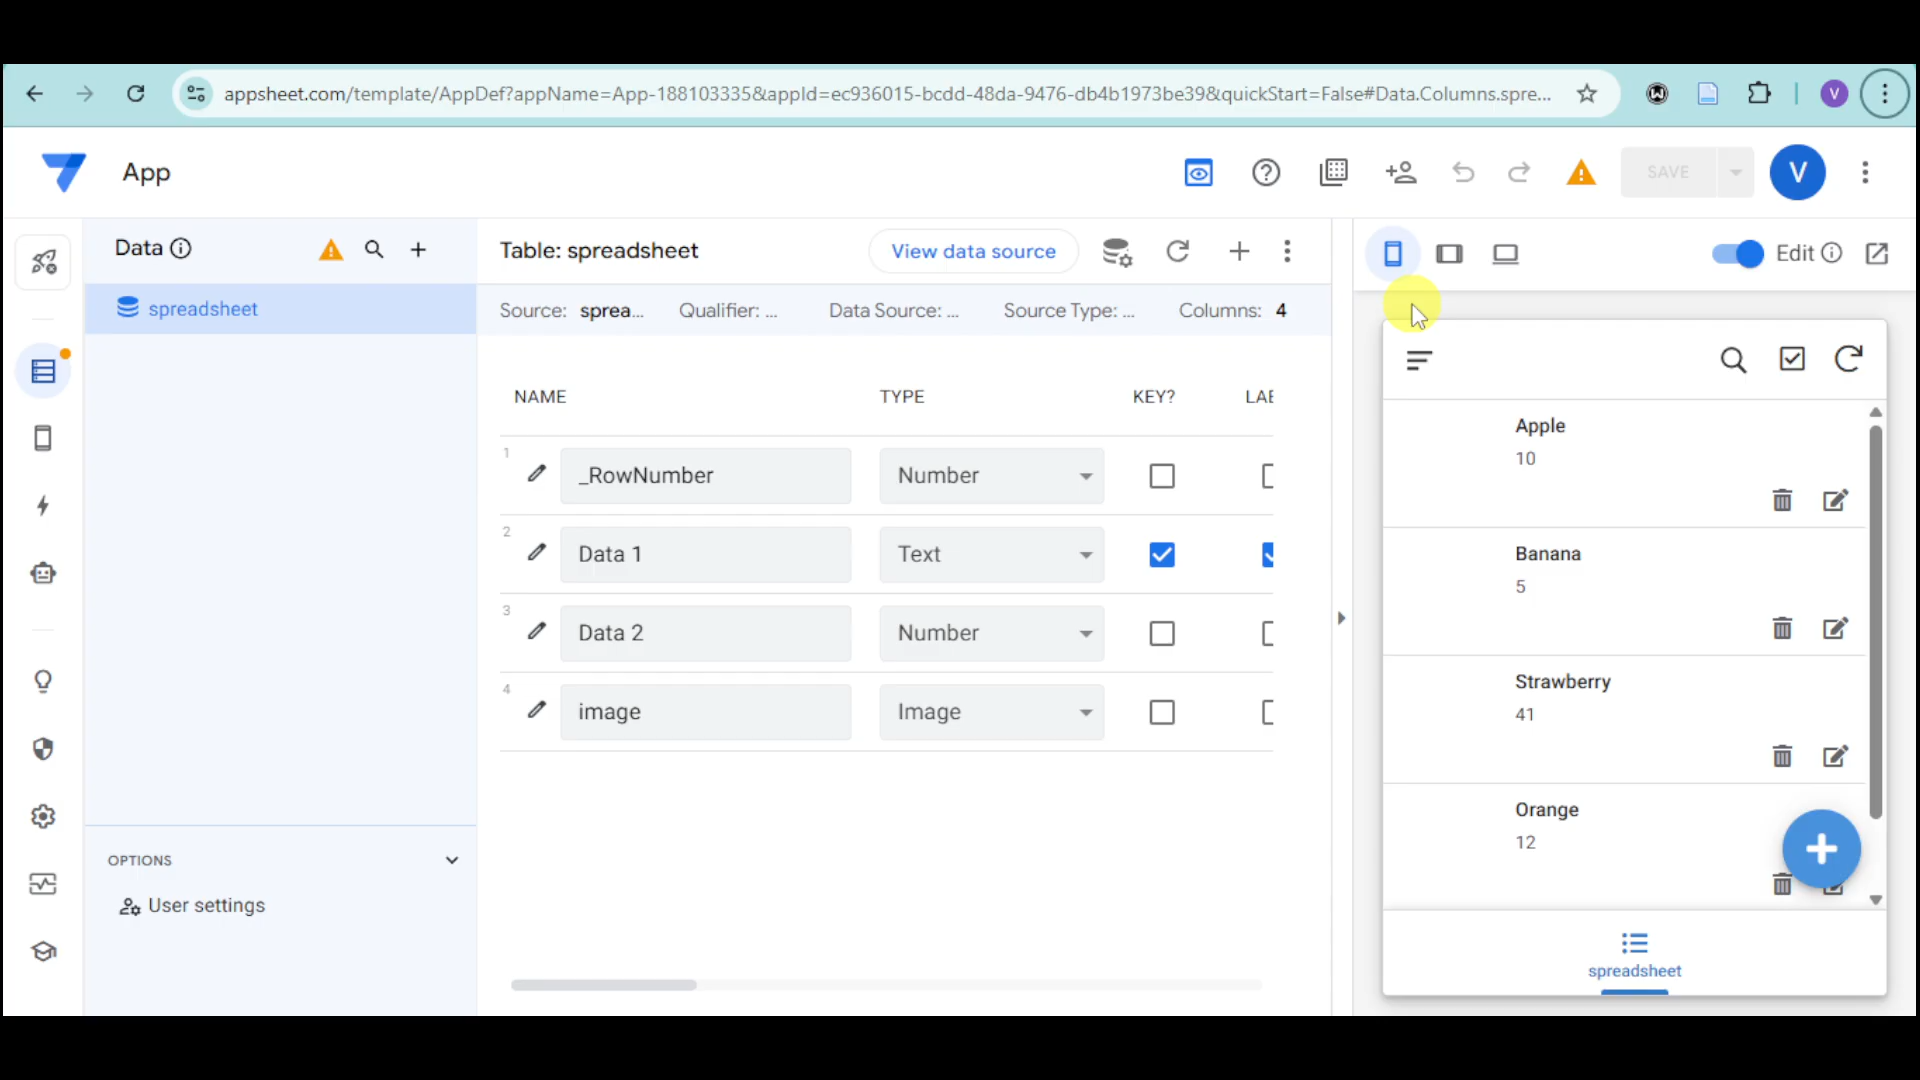 appsheet.com/template/AppDef?appName=App-188103335&appId=ec936015-bcdd-48da-9476-db4b1973be39&quickStart=False#Data.Columns.spre...
V
App
SAVE
V
Data
spreadsheet
OPTIONS
User settings
Table: spreadsheet
View data source
Source: sprea... Qualifier: ... Data Source: ... Source Type: ... Columns: 4
NAME TYPE KEY? LAB
1 _RowNumber Number
2 Data 1 Text
3 Data 2 Number
4 image Image
Edit
Apple
10
Banana
5
Strawberry
41
Orange
12
spreadsheet